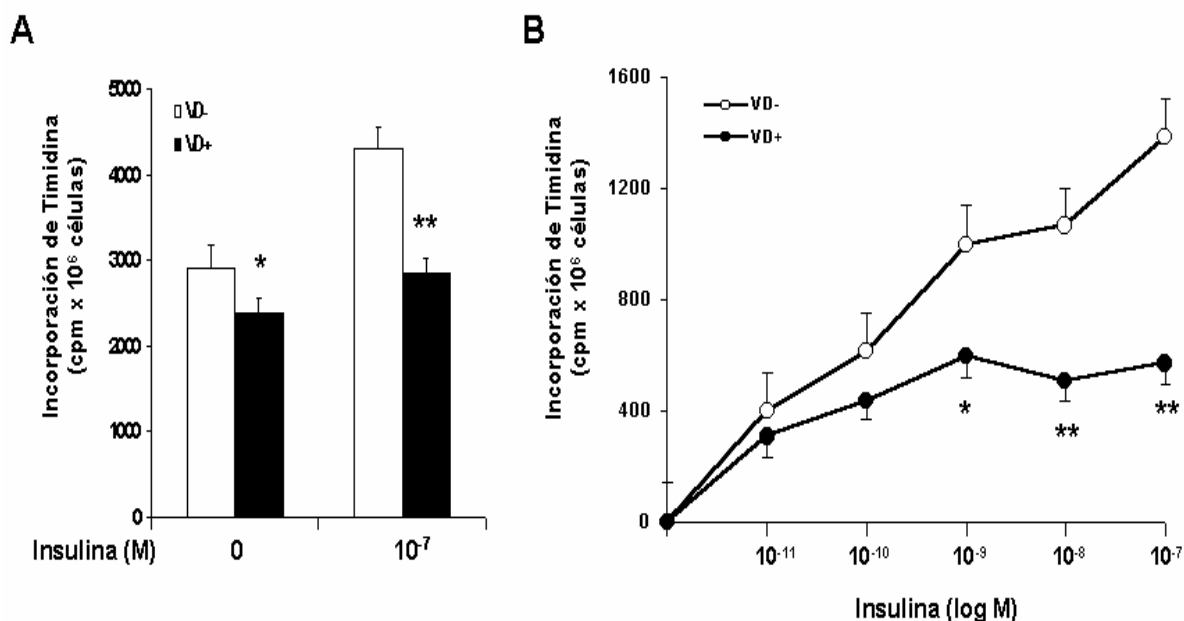 A
Incorporación de Timidina
(cpm x 10⁶ células)
5000
4000
3000
2000
1000
0
VD-
VD+
*
**
Insulina (M)
0
10⁻⁷
B
Incorporación de Timidina
(cpm x 10⁶ células)
1600
1200
800
400
0
VD-
VD+
*
**
**
10⁻¹¹
10⁻¹⁰
10⁻⁹
10⁻⁸
10⁻⁷
Insulina (log M)